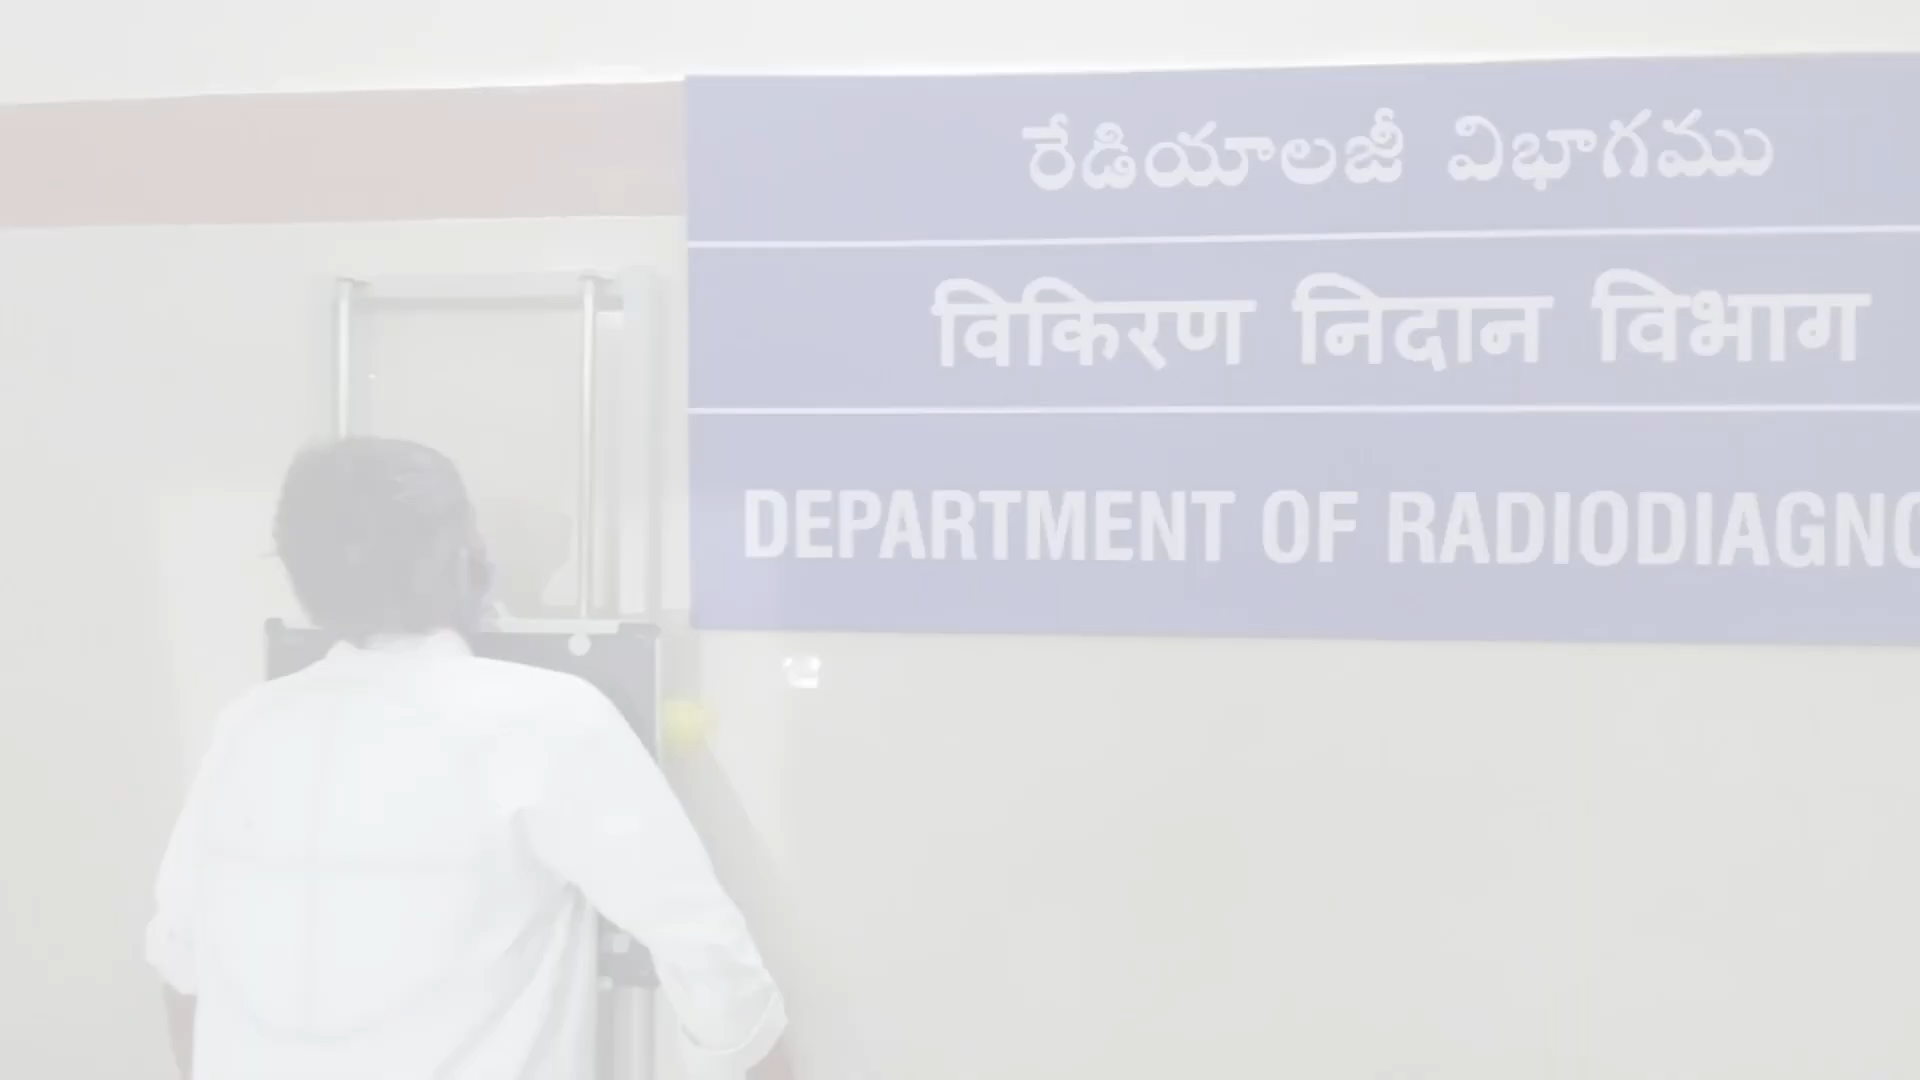 రేడియాలజీ విభాగము
विकिरण निदान विभाग
DEPARTMENT OF RADIODIAGNO